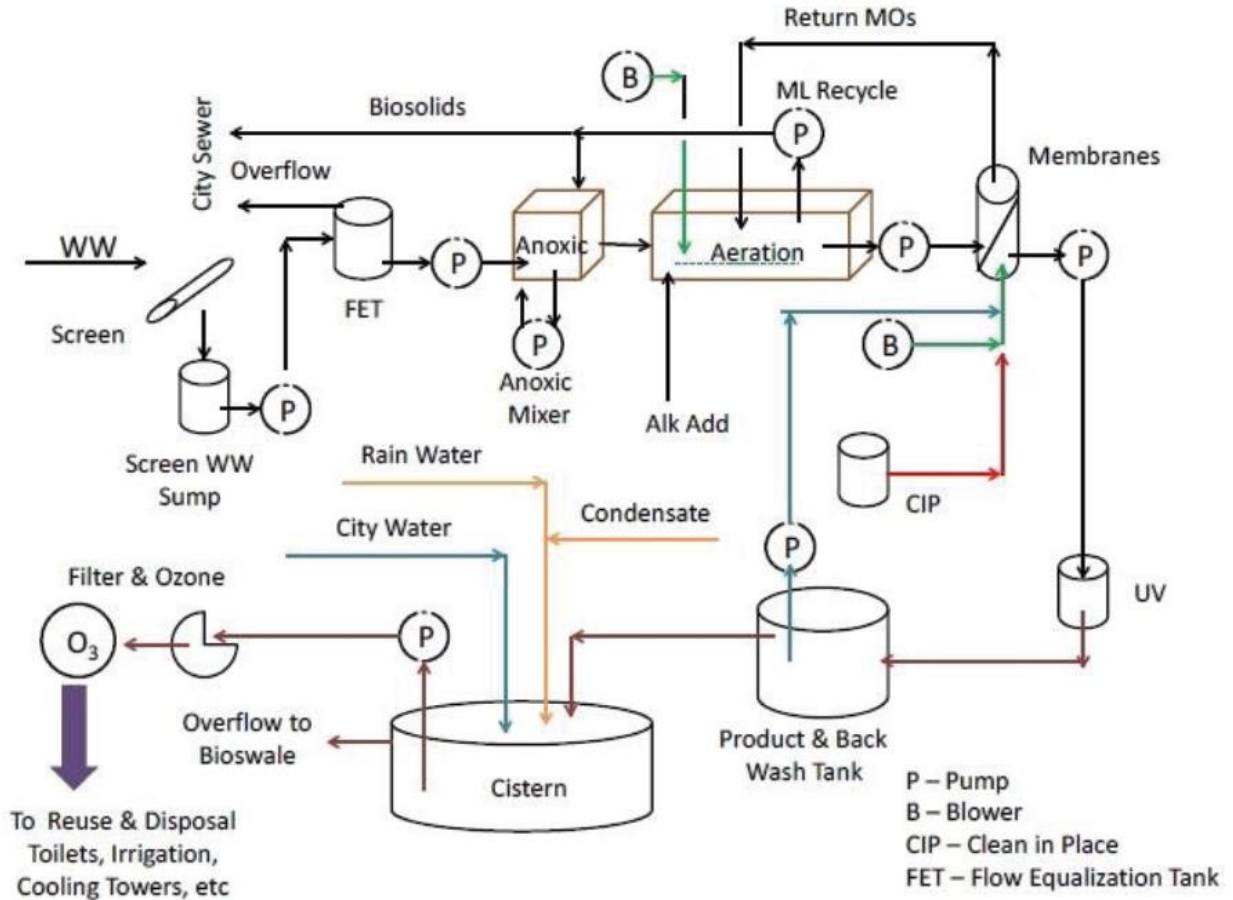 Return MOs
B
ML Recycle
Biosolids
P
City Sewer
Overflow
Membranes
WW
Anoxic
Aeration
P
P
P
FET
Screen
P
Anoxic
Mixer
B
P
Alk Add
Screen WW
Sump
Rain Water
CIP
City Water
Condensate
P
Filter & Ozone
UV
O3
P
Overflow to
Bioswale
Product & Back
Wash Tank
Cistern
P – Pump
B – Blower
CIP – Clean in Place
FET – Flow Equalization Tank
To Reuse & Disposal
Toilets, Irrigation,
Cooling Towers, etc